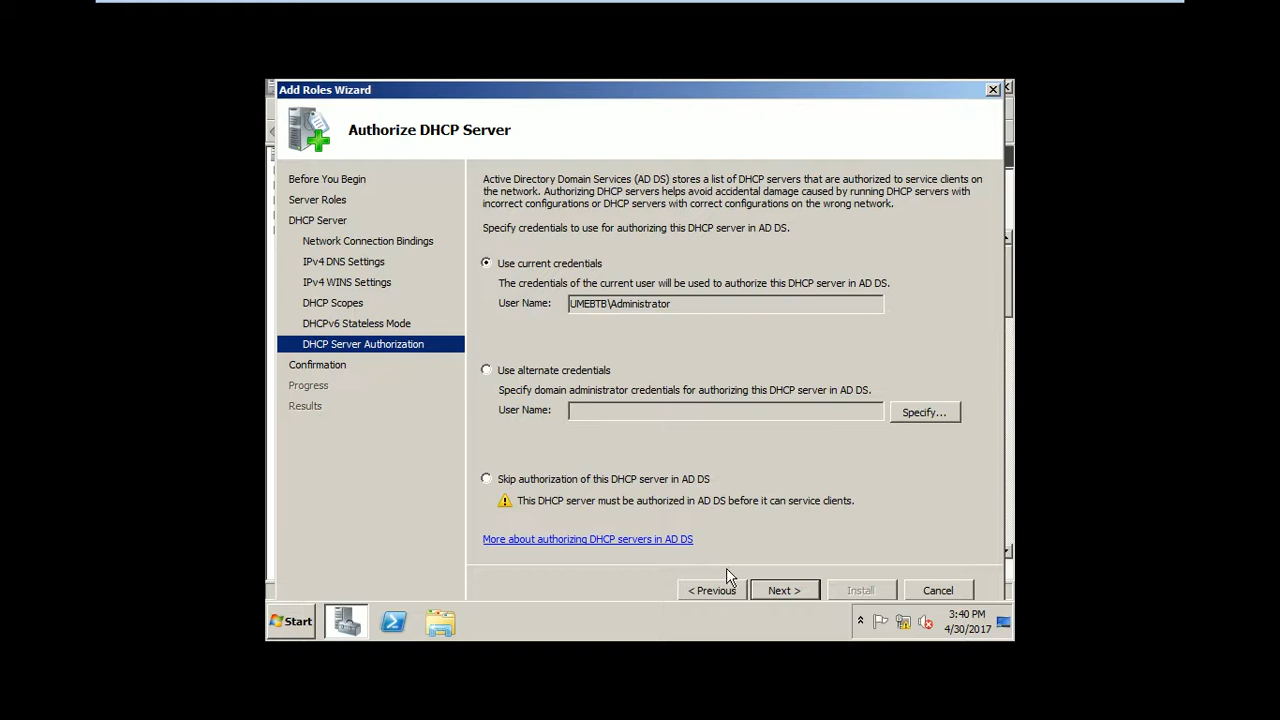 Add Roles Wizard
Authorize DHCP Server
Before You Begin
Server Roles
DHCP Server
Network Connection Bindings
IPv4 DNS Settings
IPv4 WINS Settings
DHCP Scopes
DHCPv6 Stateless Mode
DHCP Server Authorization
Confirmation
Progress
Results
Active Directory Domain Services (AD DS) stores a list of DHCP servers that are authorized to service clients on
the network. Authorizing DHCP servers helps avoid accidental damage caused by running DHCP servers with
incorrect configurations or DHCP servers with correct configurations on the wrong network.
Specify credentials to use for authorizing this DHCP server in AD DS.
Use current credentials
The credentials of the current user will be used to authorize this DHCP server in AD DS.
User Name: UMEBTB\Administrator
Use alternate credentials
Specify domain administrator credentials for authorizing this DHCP server in AD DS.
User Name: Specify...
Skip authorization of this DHCP server in AD DS
This DHCP server must be authorized in AD DS before it can service clients.
More about authorizing DHCP servers in AD DS
< Previous Next > Install Cancel
Start 3:40 PM
4/30/2017